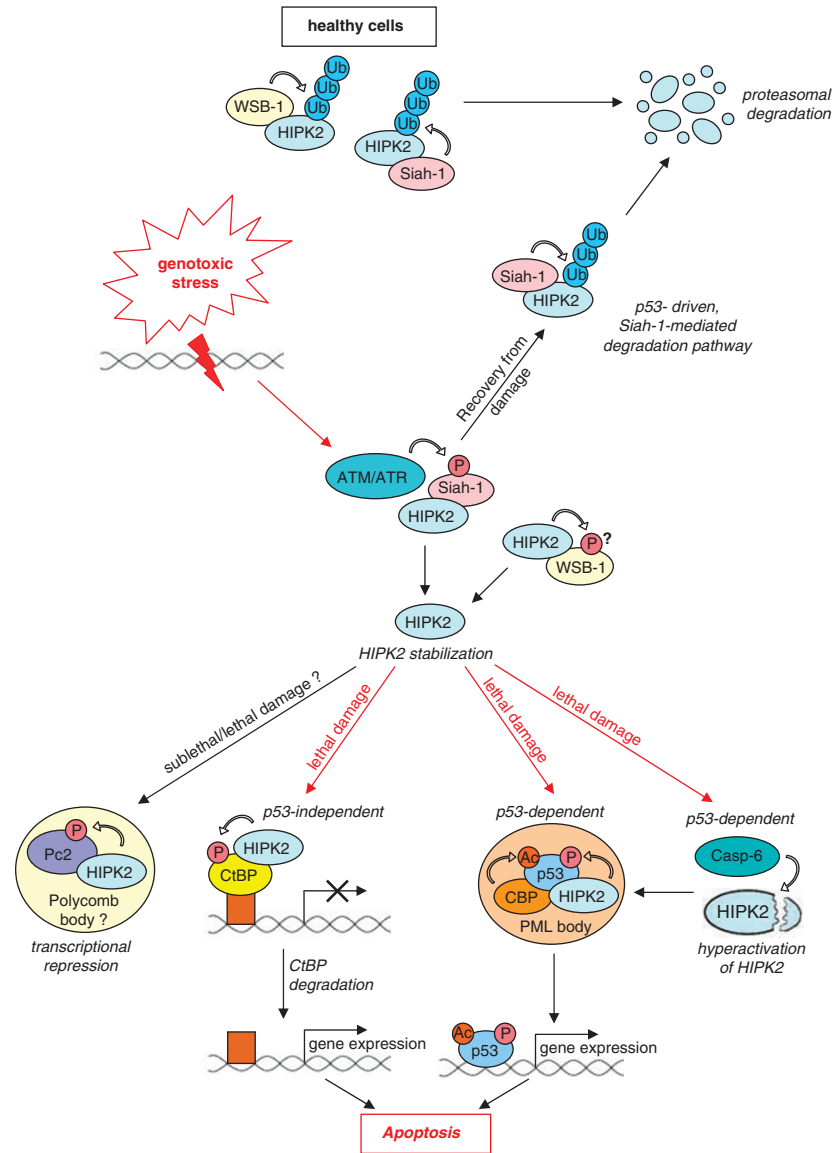 healthy cells
Ub
Ub
Ub
WSB-1
HIPK2
Ub
Ub
Ub
HIPK2
Siah-1
proteasomal
degradation
genotoxic
stress
Ub
Ub
Ub
Siah-1
HIPK2
p53- driven,
Siah-1-mediated
degradation pathway
Recovery from
damage
ATM/ATR
P
Siah-1
HIPK2
HIPK2
P
?
WSB-1
HIPK2
HIPK2 stabilization
sublethal/lethal damage ?
lethal damage
lethal damage
lethal damage
P
Pc2
HIPK2
Polycomb
body ?
transcriptional
repression
p53-independent
P
HIPK2
CtBP
CtBP
degradation
gene expression
p53-dependent
Ac
P
p53
CBP
HIPK2
PML body
p53-dependent
Casp-6
HIPK2
hyperactivation
of HIPK2
Ac
P
p53
gene expression
Apoptosis